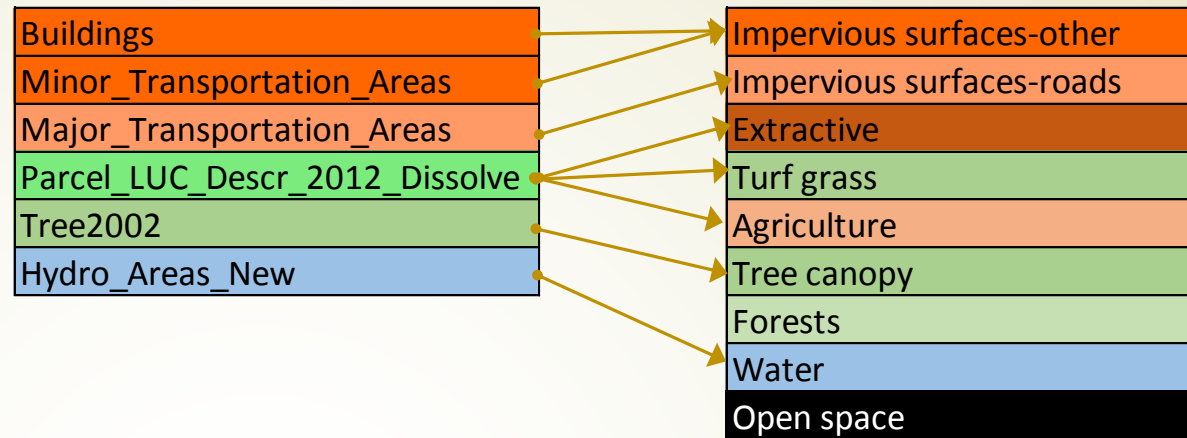 Buildings
Minor_Transportation_Areas
Major_Transportation_Areas
Parcel_LUC_Descr_2012_Dissolve
Tree2002
Hydro_Areas_New
Impervious surfaces-other
Impervious surfaces-roads
Extractive
Turf grass
Agriculture
Tree canopy
Forests
Water
Open space